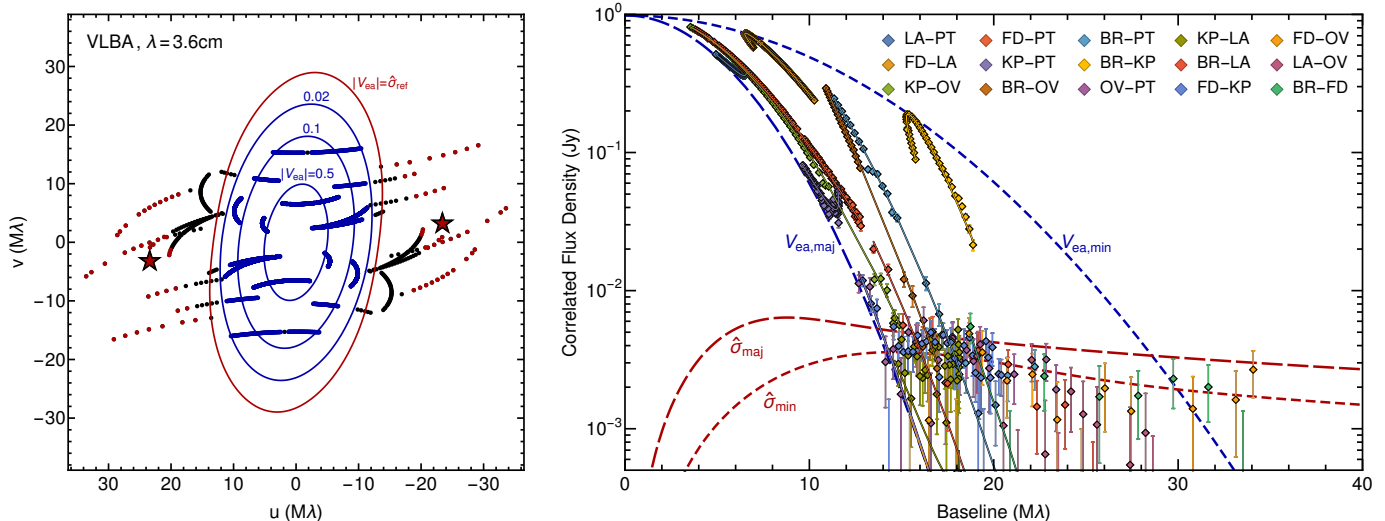 VLBA, λ=3.6cm
|V_ea|=σ̂_ref
0.02
0.1
|V_ea|=0.5
30
20
10
0
−10
−20
−30
v (Mλ)
30 20 10 0 −10 −20 −30
u (Mλ)
10^0
10^−1
10^−2
10^−3
Correlated Flux Density (Jy)
LA−PT FD−PT BR−PT KP−LA FD−OV
FD−LA KP−PT BR−KP BR−LA LA−OV
KP−OV BR−OV OV−PT FD−KP BR−FD
V_ea,maj V_ea,min
σ̂_maj
σ̂_min
0 10 20 30 40
Baseline (Mλ)